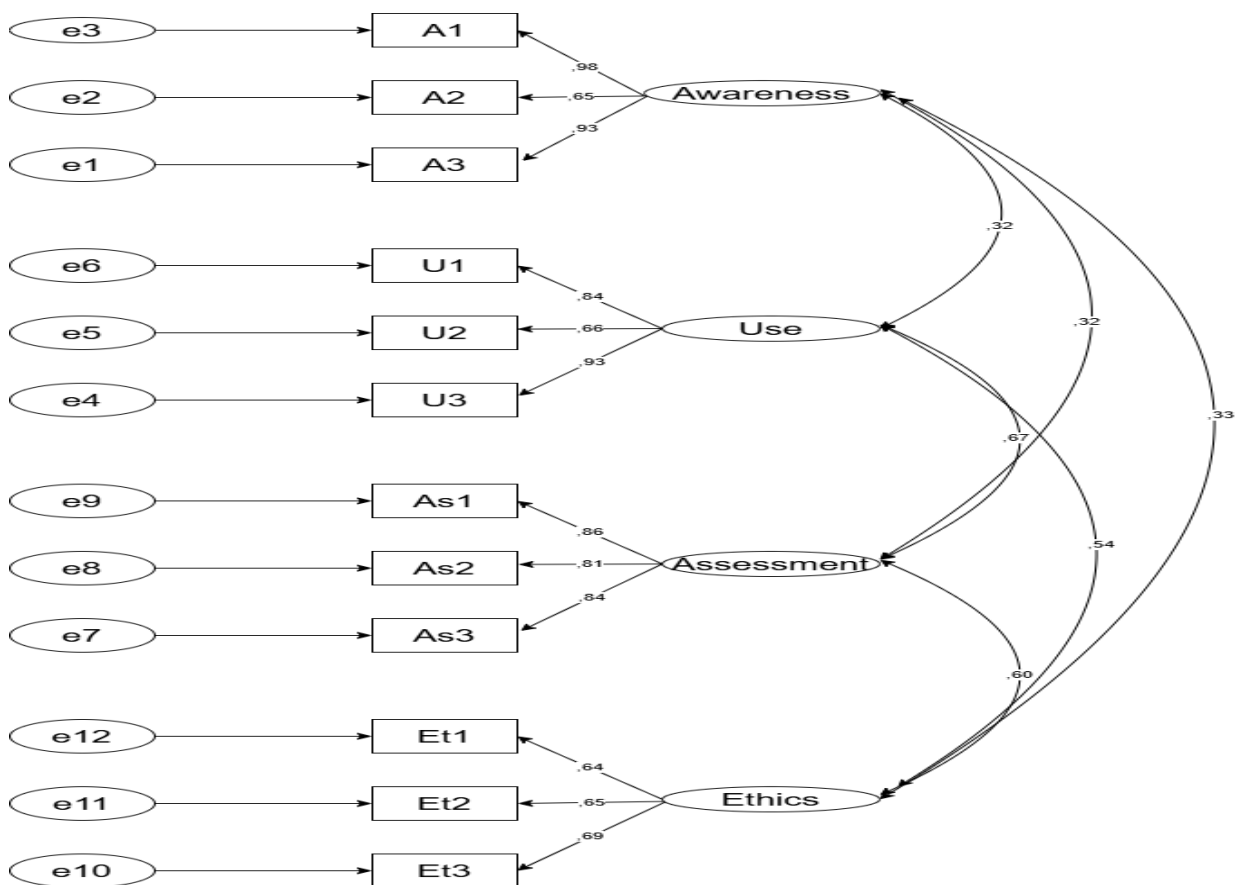 e3 A1
,98
e2 A2 ,65 Awareness
,93
e1 A3
,32
e6 U1
,84
e5 U2 ,66 Use
,32
,93
e4 U3
,33
,67
e9 As1
,86
,54
e8 As2 ,81 Assessment
,84
e7 As3
,60
e12 Et1
,64
e11 Et2 ,65 Ethics
,69
e10 Et3